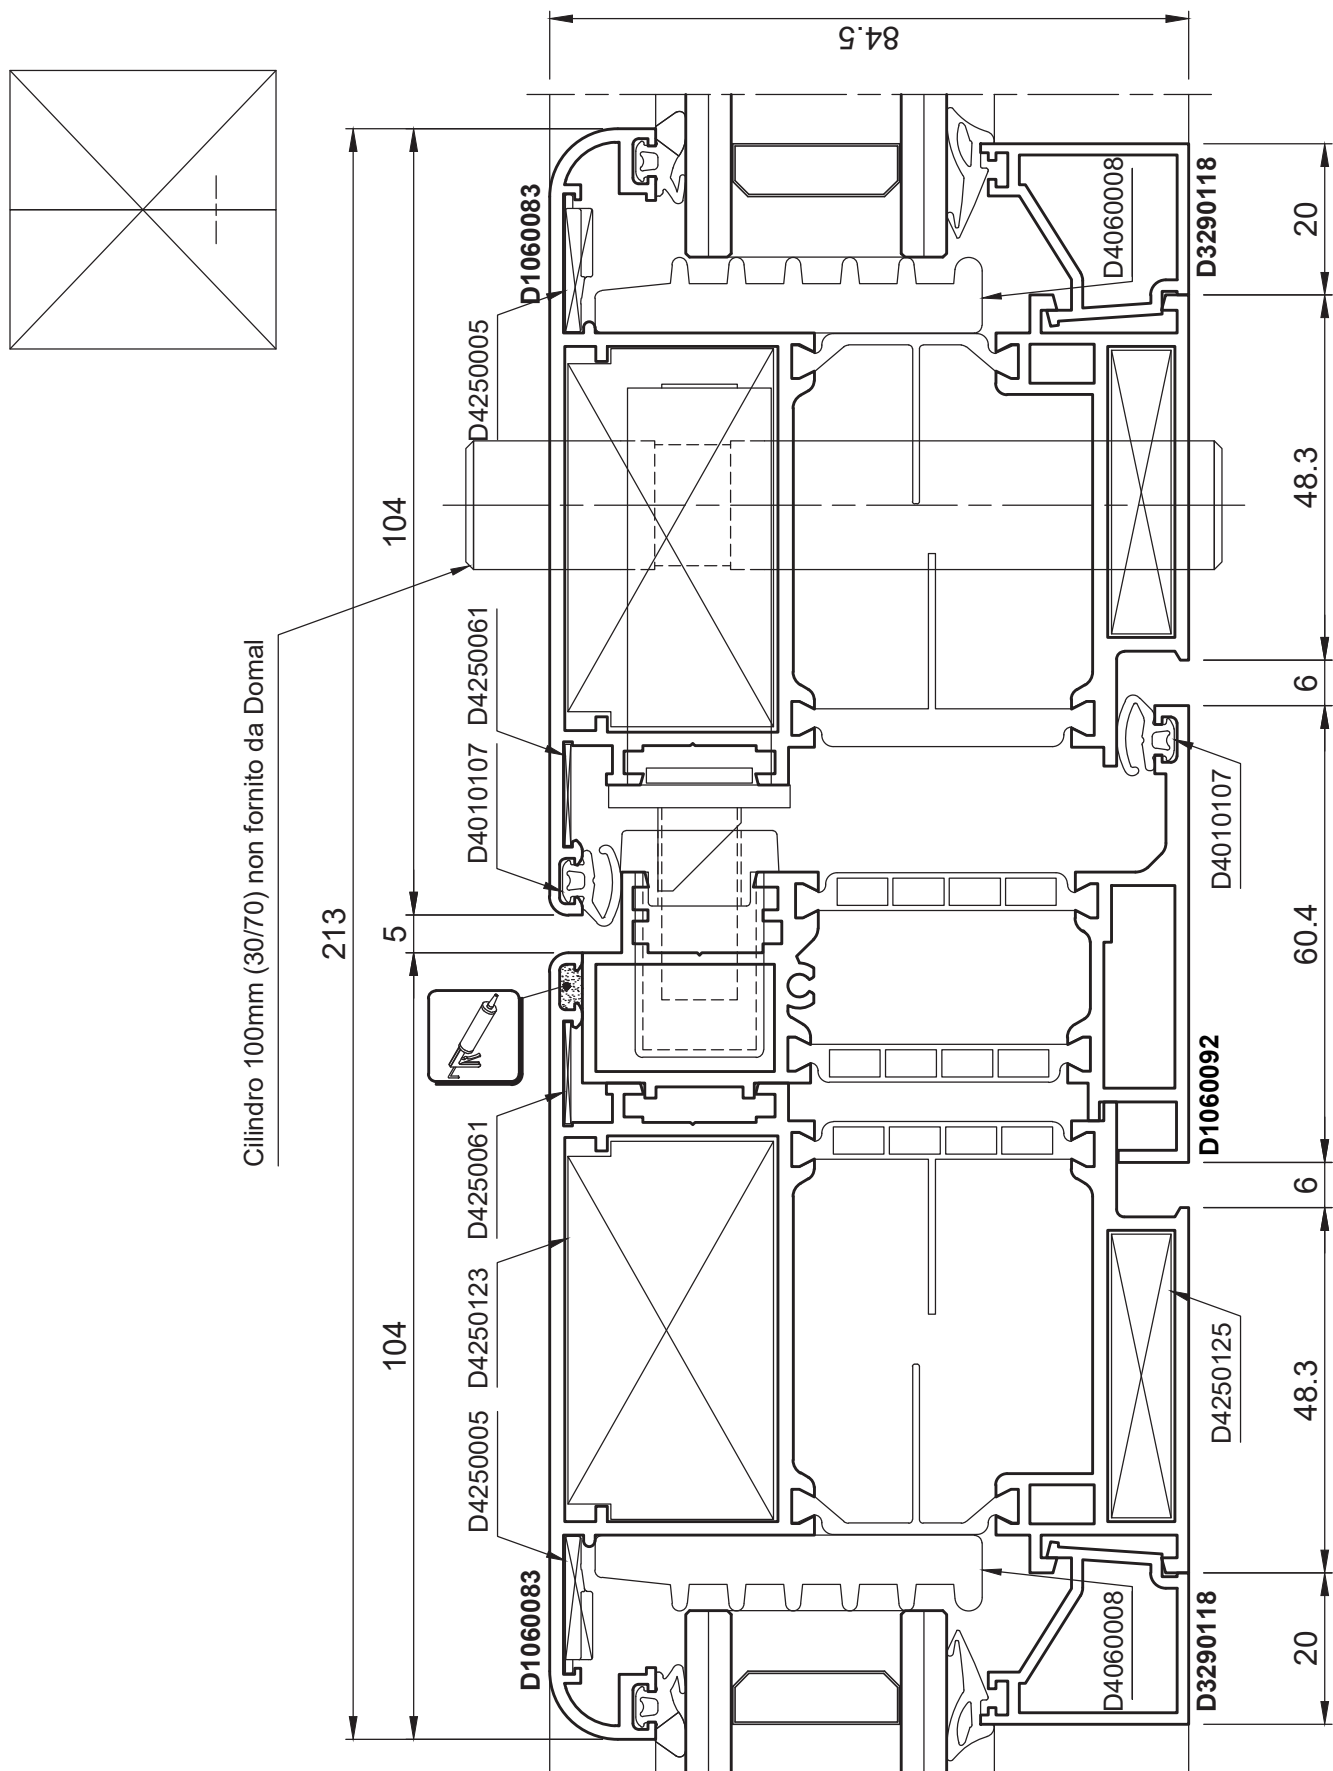 84.5
Cilindro 100mm (30/70) non fornito da Domal
213
104
5
104
D4250005
D4250123
D4250061
D4010107
D4250061
D4250005
D1060083
D1060083
D4060008
D4060008
D3290118
D1060092
D3290118
D4250125
D4010107
20
48.3
6
60.4
6
48.3
20